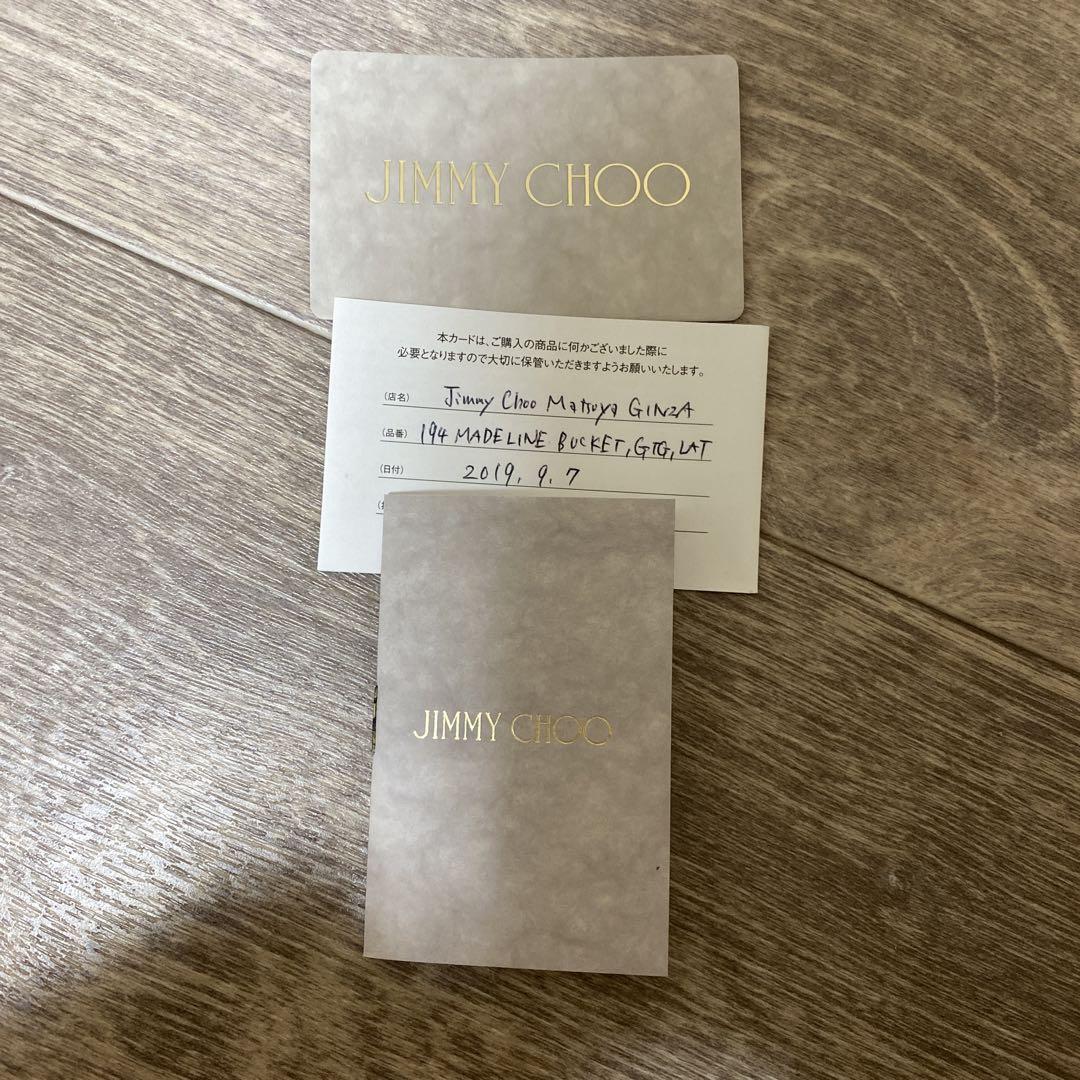 JIMMY CHOO
本カードは、ご購入の商品に何かございました際に
必要となりますので大切に保管いただきますようお願いいたします。
(店名) Jimmy Choo Matsuya GINZA
(品番) 194 MADELINE BUCKET, GTG, LAT
(日付) 2019. 9. 7
JIMMY CHOO